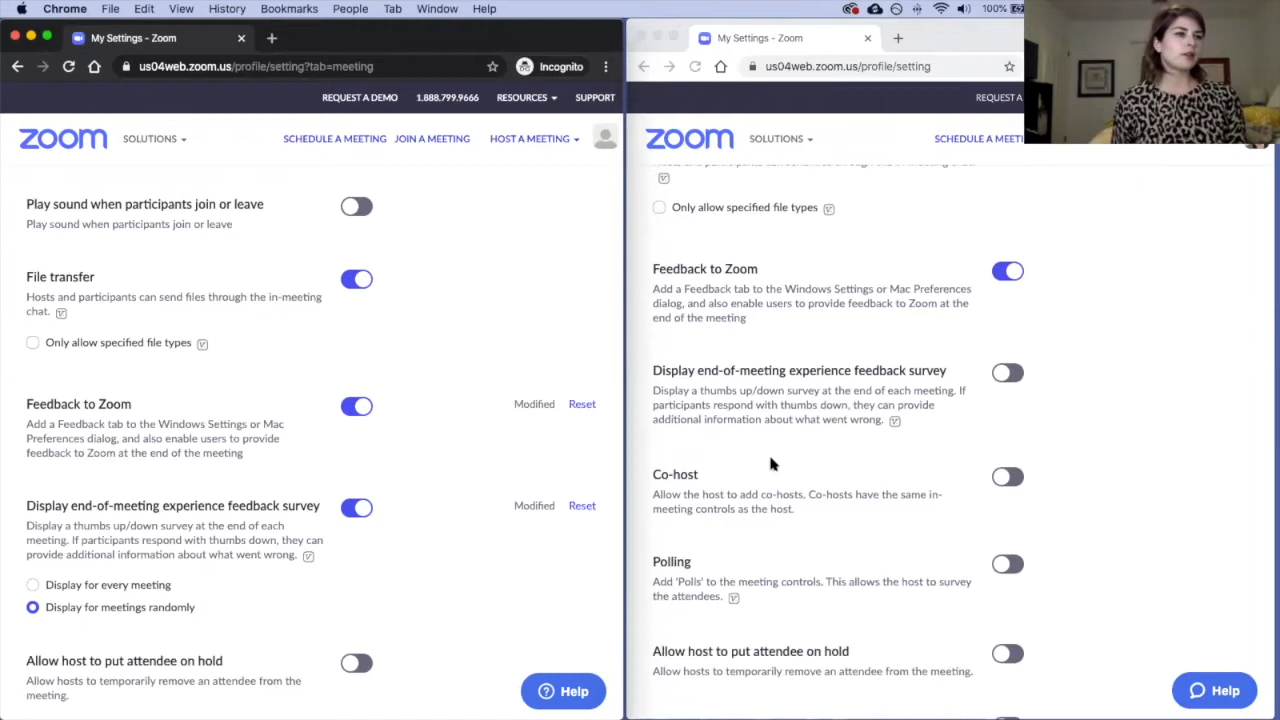 Chrome File Edit View History Bookmarks People Tab Window Help 100%
My Settings - Zoom
us04web.zoom.us/profile/setting?tab=meeting Incognito
REQUEST A DEMO 1.888.799.9666 RESOURCES SUPPORT
zoom SOLUTIONS SCHEDULE A MEETING JOIN A MEETING HOST A MEETING
Play sound when participants join or leave
Play sound when participants join or leave
File transfer
Hosts and participants can send files through the in-meeting
chat.
Only allow specified file types
Feedback to Zoom Modified Reset
Add a Feedback tab to the Windows Settings or Mac
Preferences dialog, and also enable users to provide
feedback to Zoom at the end of the meeting
Display end-of-meeting experience feedback survey Modified Reset
Display a thumbs up/down survey at the end of each
meeting. If participants respond with thumbs down, they can
provide additional information about what went wrong.
Display for every meeting
Display for meetings randomly
Allow host to put attendee on hold
Allow hosts to temporarily remove an attendee from the
meeting.
Help
My Settings - Zoom
us04web.zoom.us/profile/setting
REQUEST A
zoom SOLUTIONS SCHEDULE A MEETI
Only allow specified file types
Feedback to Zoom
Add a Feedback tab to the Windows Settings or Mac Preferences
dialog, and also enable users to provide feedback to Zoom at the
end of the meeting
Display end-of-meeting experience feedback survey
Display a thumbs up/down survey at the end of each meeting. If
participants respond with thumbs down, they can provide
additional information about what went wrong.
Co-host
Allow the host to add co-hosts. Co-hosts have the same in-
meeting controls as the host.
Polling
Add 'Polls' to the meeting controls. This allows the host to survey
the attendees.
Allow host to put attendee on hold
Allow hosts to temporarily remove an attendee from the meeting.
Help